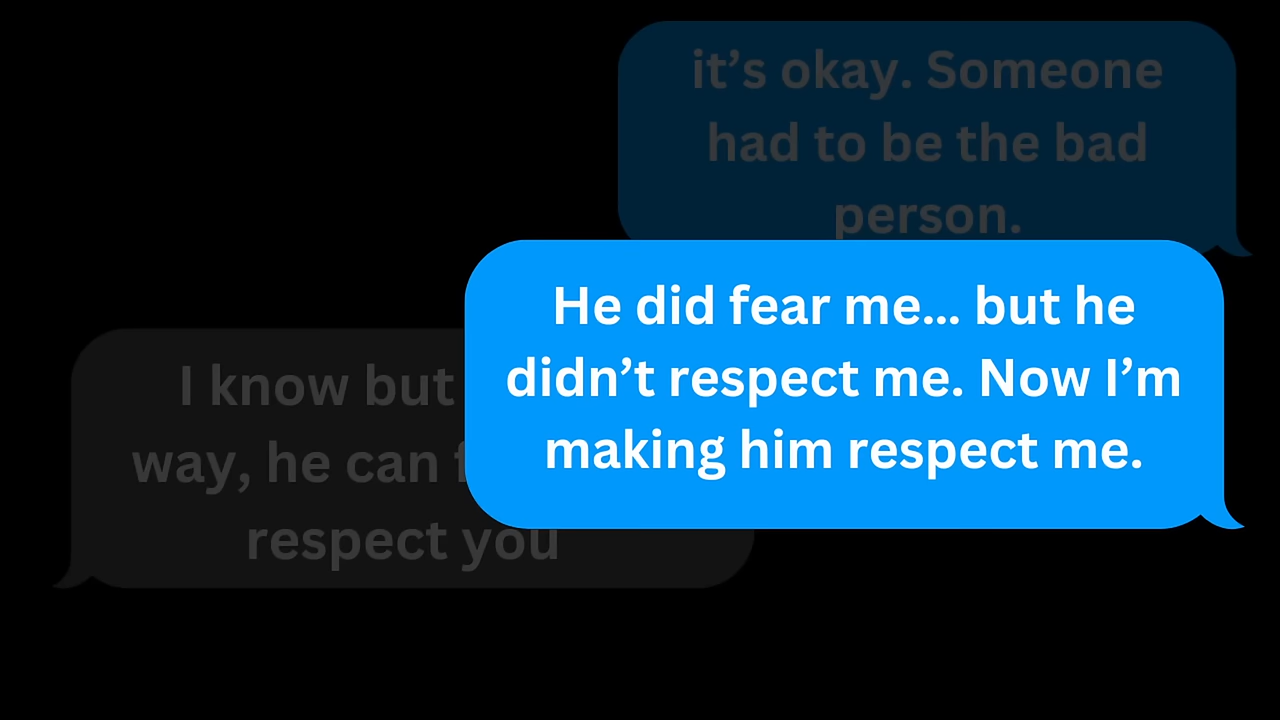 it’s okay. Someone
had to be the bad
person.
He did fear me... but he
didn’t respect me. Now I’m
making him respect me.
I know but
way, he can
respect you